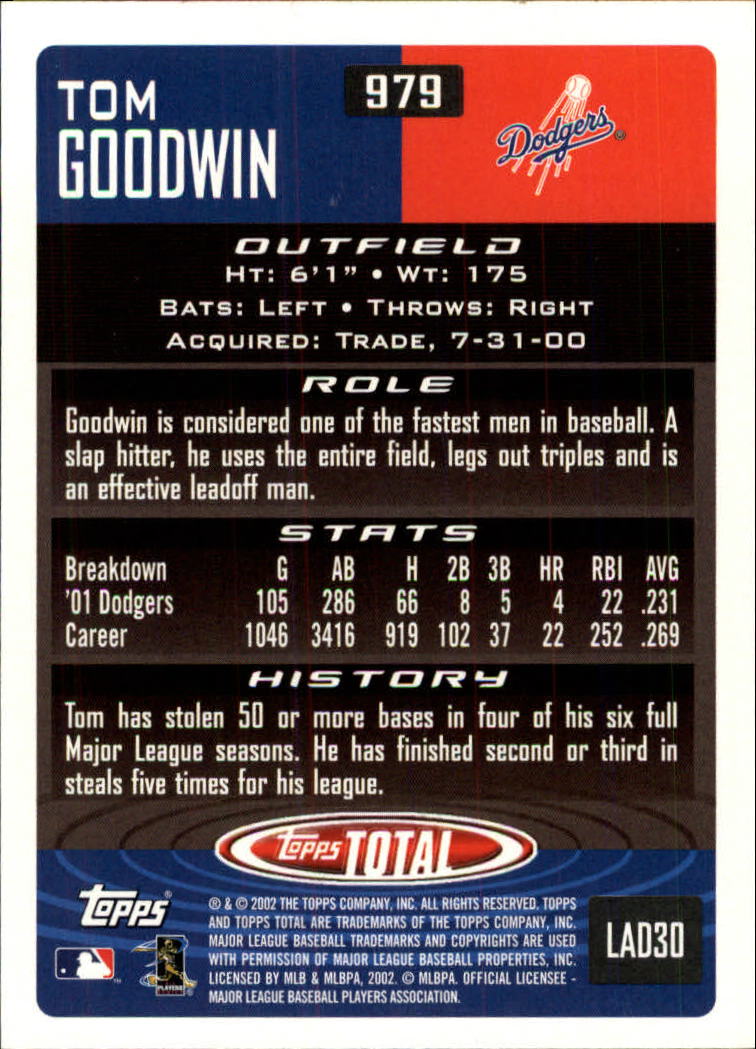 TOM
GOODWIN
979
Dodgers®
OUTFIELD
HT: 6'1" • WT: 175
BATS: LEFT • THROWS: RIGHT
ACQUIRED: TRADE, 7-31-00
ROLE
Goodwin is considered one of the fastest men in baseball. A
slap hitter, he uses the entire field, legs out triples and is
an effective leadoff man.
STATS
Breakdown G AB H 2B 3B HR RBI AVG
'01 Dodgers 105 286 66 8 5 4 22 .231
Career 1046 3416 919 102 37 22 252 .269
HISTORY
Tom has stolen 50 or more bases in four of his six full
Major League seasons. He has finished second or third in
steals five times for his league.
Topps TOTAL
Topps®
® & © 2002 THE TOPPS COMPANY, INC. ALL RIGHTS RESERVED. TOPPS
AND TOPPS TOTAL ARE TRADEMARKS OF THE TOPPS COMPANY, INC.
MAJOR LEAGUE BASEBALL TRADEMARKS AND COPYRIGHTS ARE USED
WITH PERMISSION OF MAJOR LEAGUE BASEBALL PROPERTIES, INC.
LICENSED BY MLB & MLBPA, 2002. © MLBPA. OFFICIAL LICENSEE -
MAJOR LEAGUE BASEBALL PLAYERS ASSOCIATION.
LAD30
TM
PLAYERS